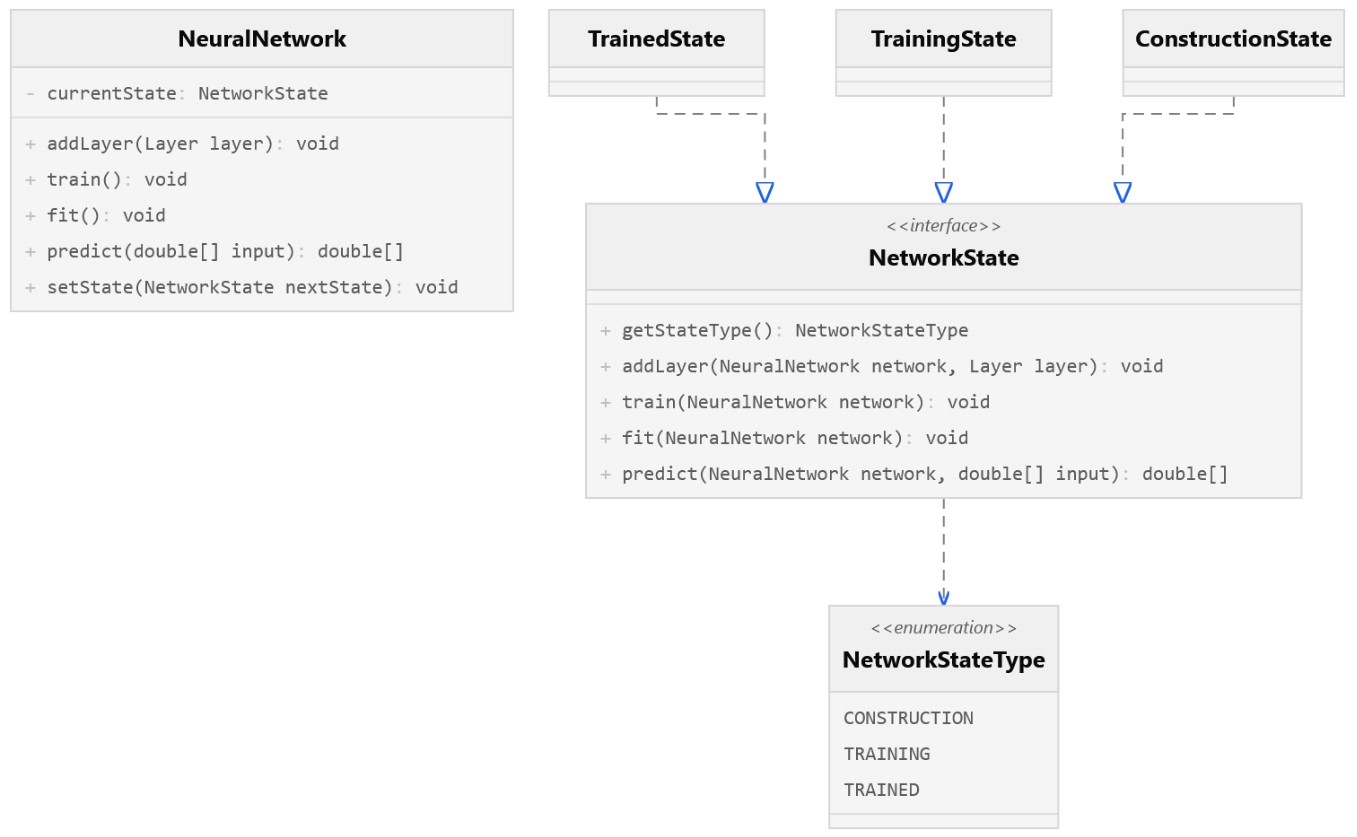 NeuralNetwork
- currentState: NetworkState
+ addLayer(Layer layer): void
+ train(): void
+ fit(): void
+ predict(double[] input): double[]
+ setState(NetworkState nextState): void
TrainedState
TrainingState
ConstructionState
<<interface>>
NetworkState
+ getStateType(): NetworkStateType
+ addLayer(NeuralNetwork network, Layer layer): void
+ train(NeuralNetwork network): void
+ fit(NeuralNetwork network): void
+ predict(NeuralNetwork network, double[] input): double[]
<<enumeration>>
NetworkStateType
CONSTRUCTION
TRAINING
TRAINED